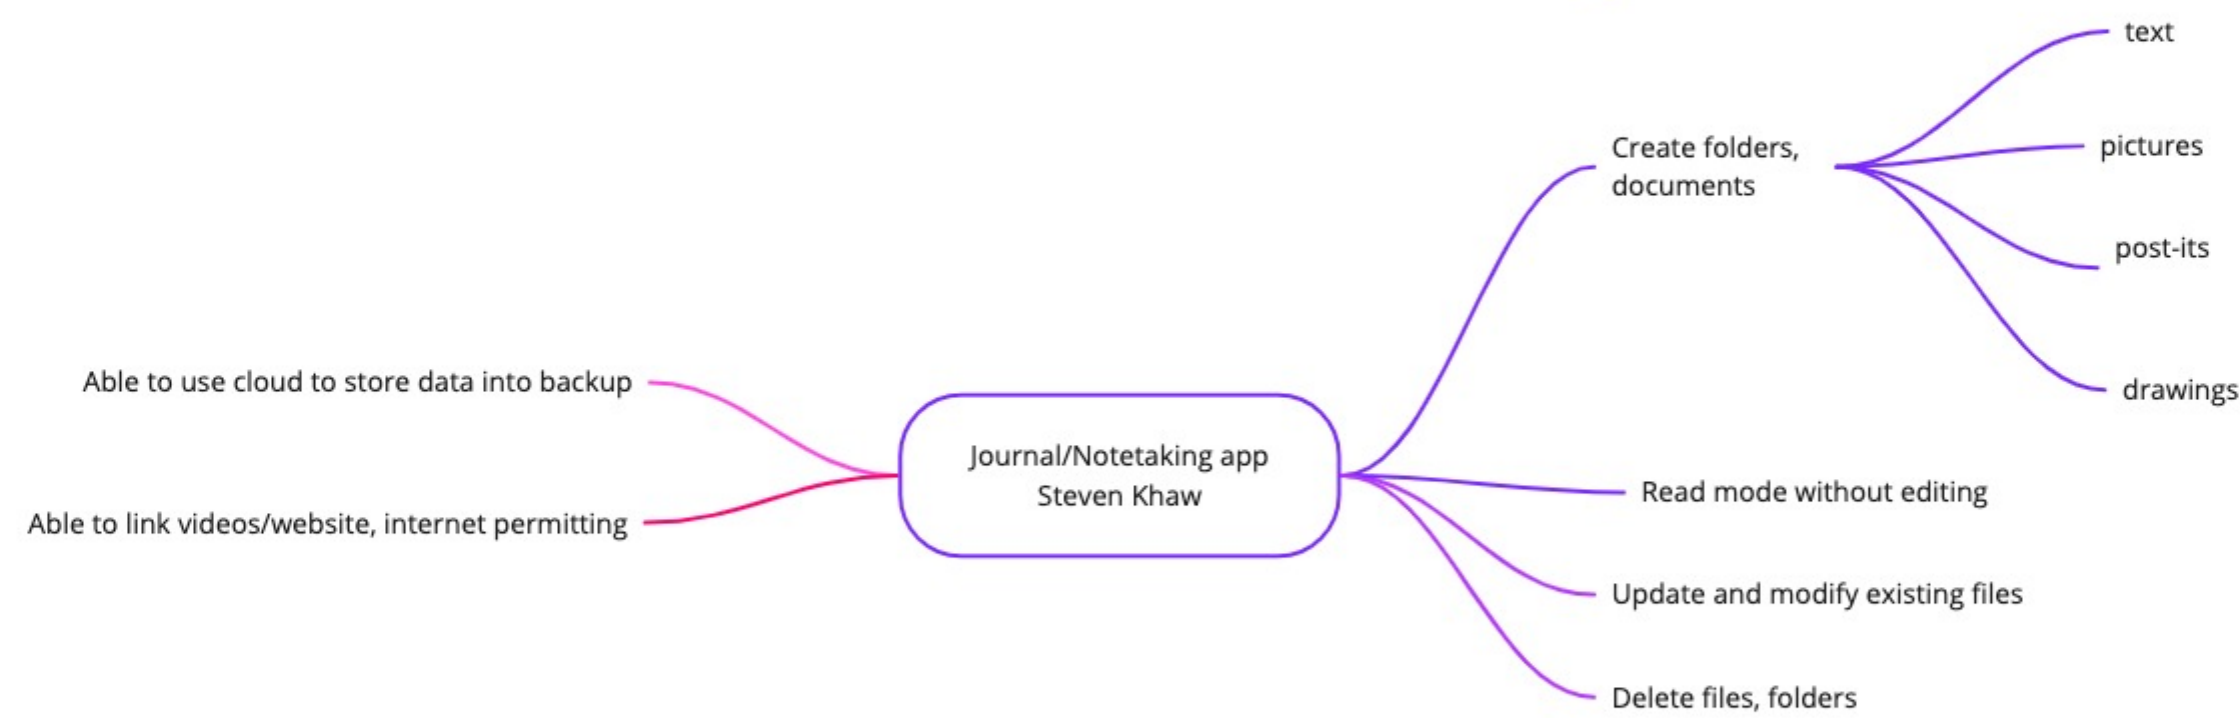 text
Create folders,
documents
pictures
post-its
drawings
Able to use cloud to store data into backup
Journal/Notetaking app
Steven Khaw
Able to link videos/website, internet permitting
Read mode without editing
Update and modify existing files
Delete files, folders